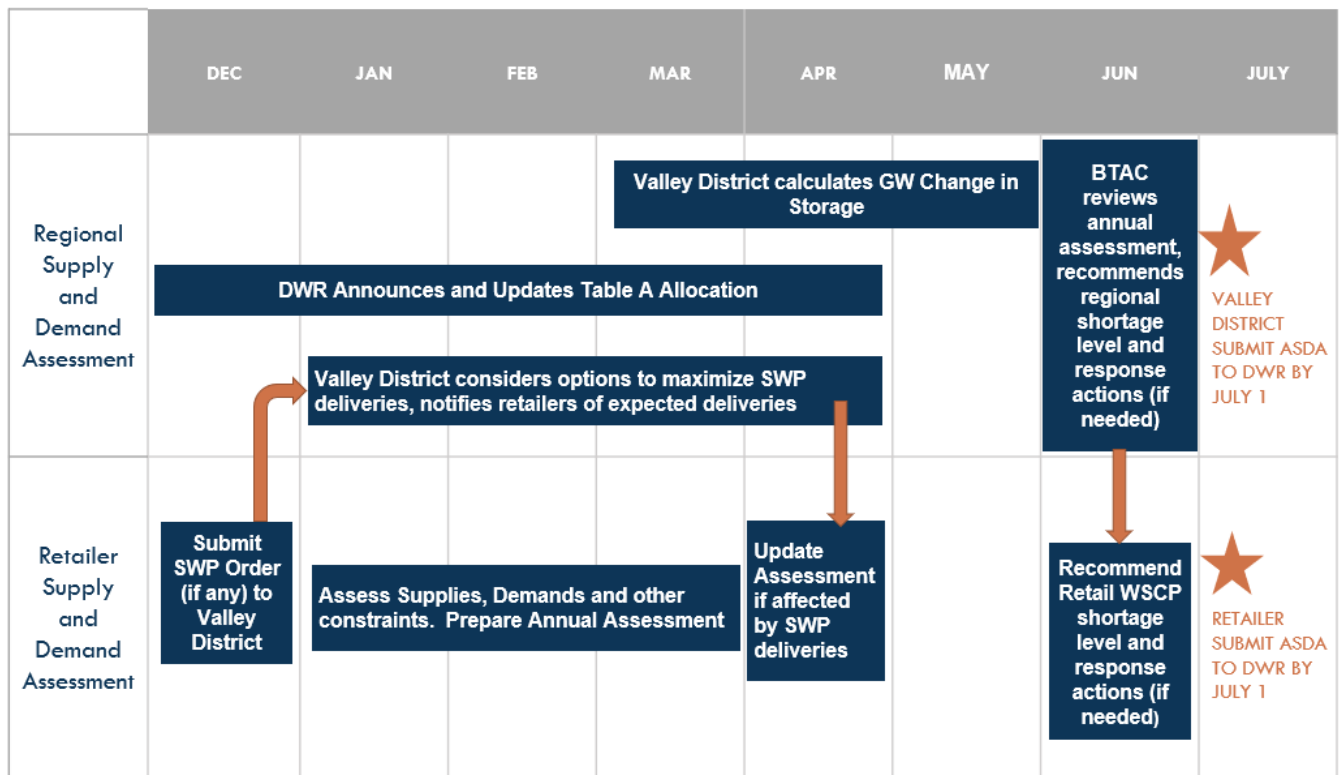 DEC
JAN
FEB
MAR
APR
MAY
JUN
JULY
Regional
Supply
and
Demand
Assessment
Valley District calculates GW Change in
Storage
DWR Announces and Updates Table A Allocation
Valley District considers options to maximize SWP
deliveries, notifies retailers of expected deliveries
BTAC
reviews
annual
assessment,
recommends
regional
shortage
level and
response
actions (if
needed)
VALLEY
DISTRICT
SUBMIT ASDA
TO DWR BY
JULY 1
Retailer
Supply
and
Demand
Assessment
Submit
SWP Order
(if any) to
Valley
District
Assess Supplies, Demands and other
constraints.  Prepare Annual Assessment
Update
Assessment
if affected
by SWP
deliveries
Recommend
Retail WSCP
shortage
level and
response
actions (if
needed)
RETAILER
SUBMIT ASDA
TO DWR BY
JULY 1